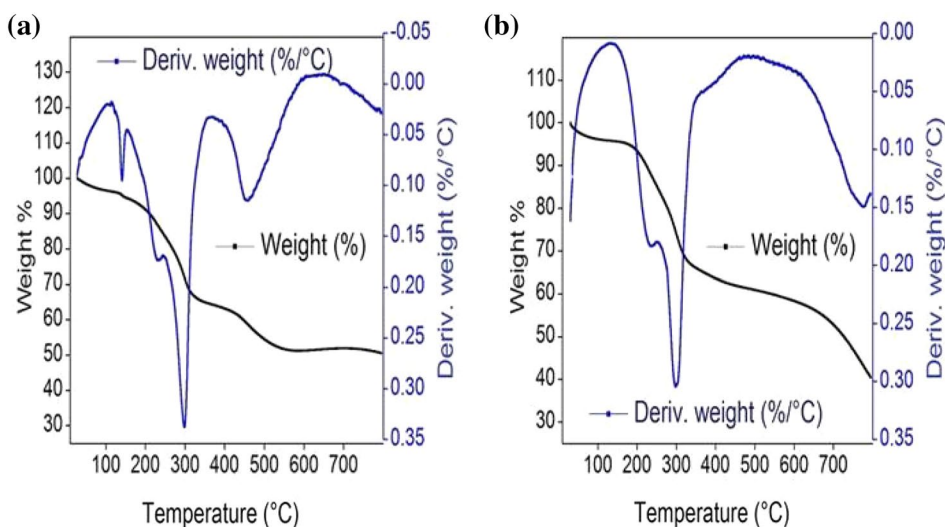 (a)
Deriv. weight (%/°C)
Weight (%)
Weight %
130
120
110
100
90
80
70
60
50
40
30
-0.05
0.00
0.05
0.10
0.15
0.20
0.25
0.30
0.35
Deriv. weight (%/°C)
100 200 300 400 500 600 700
Temperature (°C)
(b)
Weight (%)
Deriv. weight (%/°C)
Weight %
110
100
90
80
70
60
50
40
30
0.00
0.05
0.10
0.15
0.20
0.25
0.30
0.35
Deriv. weight (%/°C)
100 200 300 400 500 600 700
Temperature (°C)